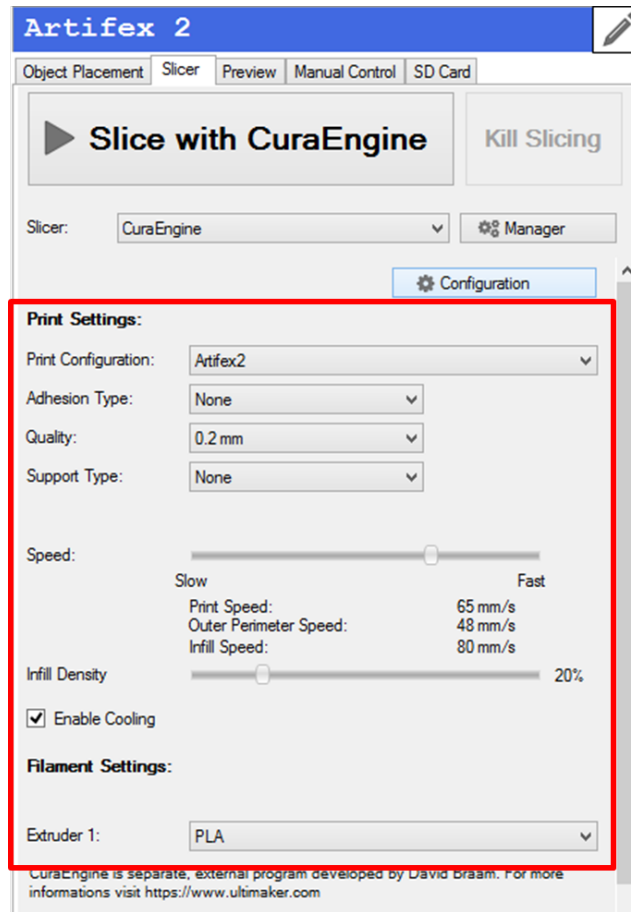 Artifex 2
Object Placement Slicer Preview Manual Control SD Card
Slice with CuraEngine Kill Slicing
Slicer: CuraEngine Manager
Configuration
Print Settings:
Print Configuration: Artifex2
Adhesion Type: None
Quality: 0.2 mm
Support Type: None
Speed:
Slow Fast
Print Speed: 65 mm/s
Outer Perimeter Speed: 48 mm/s
Infill Speed: 80 mm/s
Infill Density 20%
Enable Cooling
Filament Settings:
Extruder 1: PLA
CuraEngine is separate, external program developed by David Braam. For more
informations visit https://www.ultimaker.com